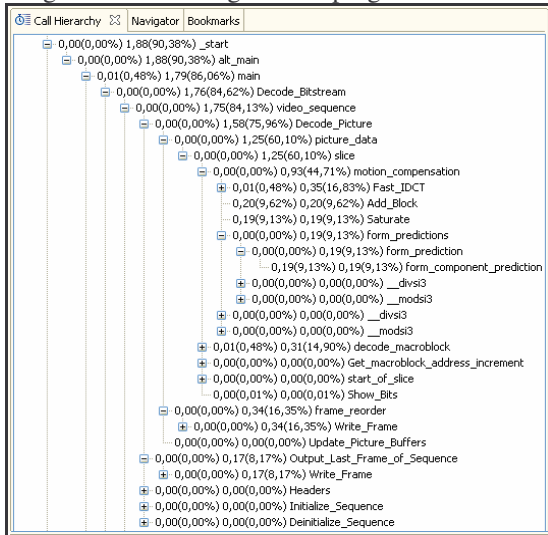 Call Hierarchy Navigator Bookmarks
0,00(0,00%) 1,88(90,38%) _start
0,00(0,00%) 1,88(90,38%) alt_main
0,01(0,48%) 1,79(86,06%) main
0,00(0,00%) 1,76(84,62%) Decode_Bitstream
0,00(0,00%) 1,75(84,13%) video_sequence
0,00(0,00%) 1,58(75,96%) Decode_Picture
0,00(0,00%) 1,25(60,10%) picture_data
0,00(0,00%) 1,25(60,10%) slice
0,00(0,00%) 0,93(44,71%) motion_compensation
0,01(0,48%) 0,35(16,83%) Fast_IDCT
0,20(9,62%) 0,20(9,62%) Add_Block
0,19(9,13%) 0,19(9,13%) Saturate
0,00(0,00%) 0,19(9,13%) form_predictions
0,00(0,00%) 0,19(9,13%) form_prediction
0,19(9,13%) 0,19(9,13%) form_component_prediction
0,00(0,00%) 0,00(0,00%) __divsi3
0,00(0,00%) 0,00(0,00%) __modsi3
0,00(0,00%) 0,00(0,00%) __divsi3
0,00(0,00%) 0,00(0,00%) __modsi3
0,01(0,48%) 0,31(14,90%) decode_macroblock
0,00(0,00%) 0,00(0,00%) Get_macroblock_address_increment
0,00(0,00%) 0,00(0,00%) start_of_slice
0,00(0,01%) 0,00(0,01%) Show_Bits
0,00(0,00%) 0,34(16,35%) frame_reorder
0,00(0,00%) 0,34(16,35%) Write_Frame
0,00(0,00%) 0,00(0,00%) Update_Picture_Buffers
0,00(0,00%) 0,17(8,17%) Output_Last_Frame_of_Sequence
0,00(0,00%) 0,17(8,17%) Write_Frame
0,00(0,00%) 0,00(0,00%) Headers
0,00(0,00%) 0,00(0,00%) Initialize_Sequence
0,00(0,00%) 0,00(0,00%) Deinitialize_Sequence